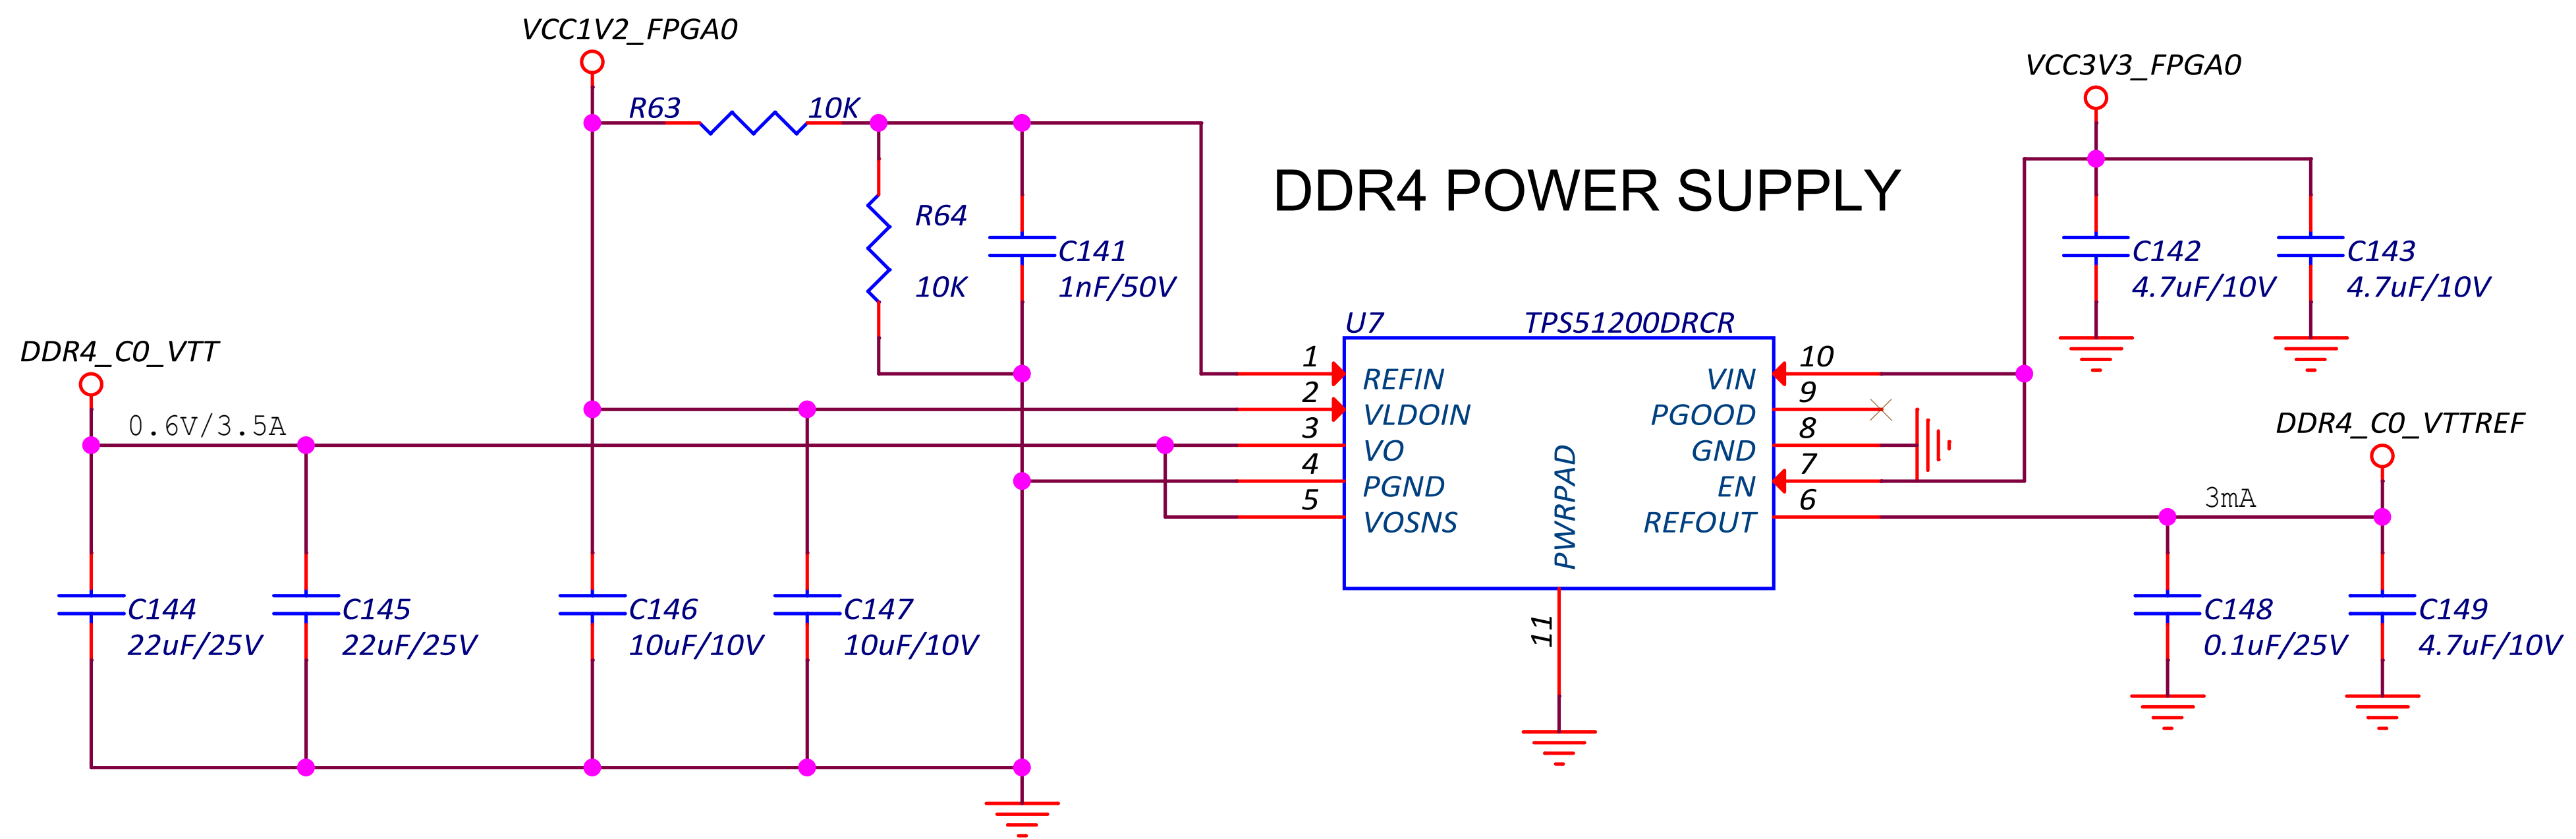 VCC1V2_FPGA0
VCC3V3_FPGA0
R63 10K
DDR4 POWER SUPPLY
R64
10K
C141
1nF/50V
C142
4.7uF/10V
C143
4.7uF/10V
U7 TPS51200DRCR
DDR4_C0_VTT
0.6V/3.5A
1 REFIN
2 VLDOIN
3 VO
4 PGND
5 VOSNS
PWRPAD
11
VIN 10
PGOOD 9
GND 8
EN 7
REFOUT 6
DDR4_C0_VTTREF
3mA
C144
22uF/25V
C145
22uF/25V
C146
10uF/10V
C147
10uF/10V
C148
0.1uF/25V
C149
4.7uF/10V